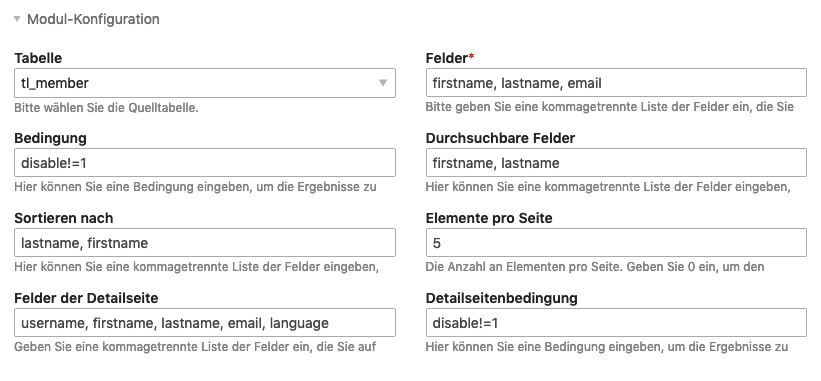 Modul-Konfiguration
Tabelle
tl_member
Bitte wählen Sie die Quelltabelle.
Felder*
firstname, lastname, email
Bitte geben Sie eine kommagetrennte Liste der Felder ein, die Sie
Bedingung
disable!=1
Hier können Sie eine Bedingung eingeben, um die Ergebnisse zu
Durchsuchbare Felder
firstname, lastname
Hier können Sie eine kommagetrennte Liste der Felder eingeben,
Sortieren nach
lastname, firstname
Hier können Sie eine kommagetrennte Liste der Felder eingeben,
Elemente pro Seite
5
Die Anzahl an Elementen pro Seite. Geben Sie 0 ein, um den
Felder der Detailseite
username, firstname, lastname, email, language
Geben Sie eine kommagetrennte Liste der Felder ein, die Sie auf
Detailseitenbedingung
disable!=1
Hier können Sie eine Bedingung eingeben, um die Ergebnisse zu